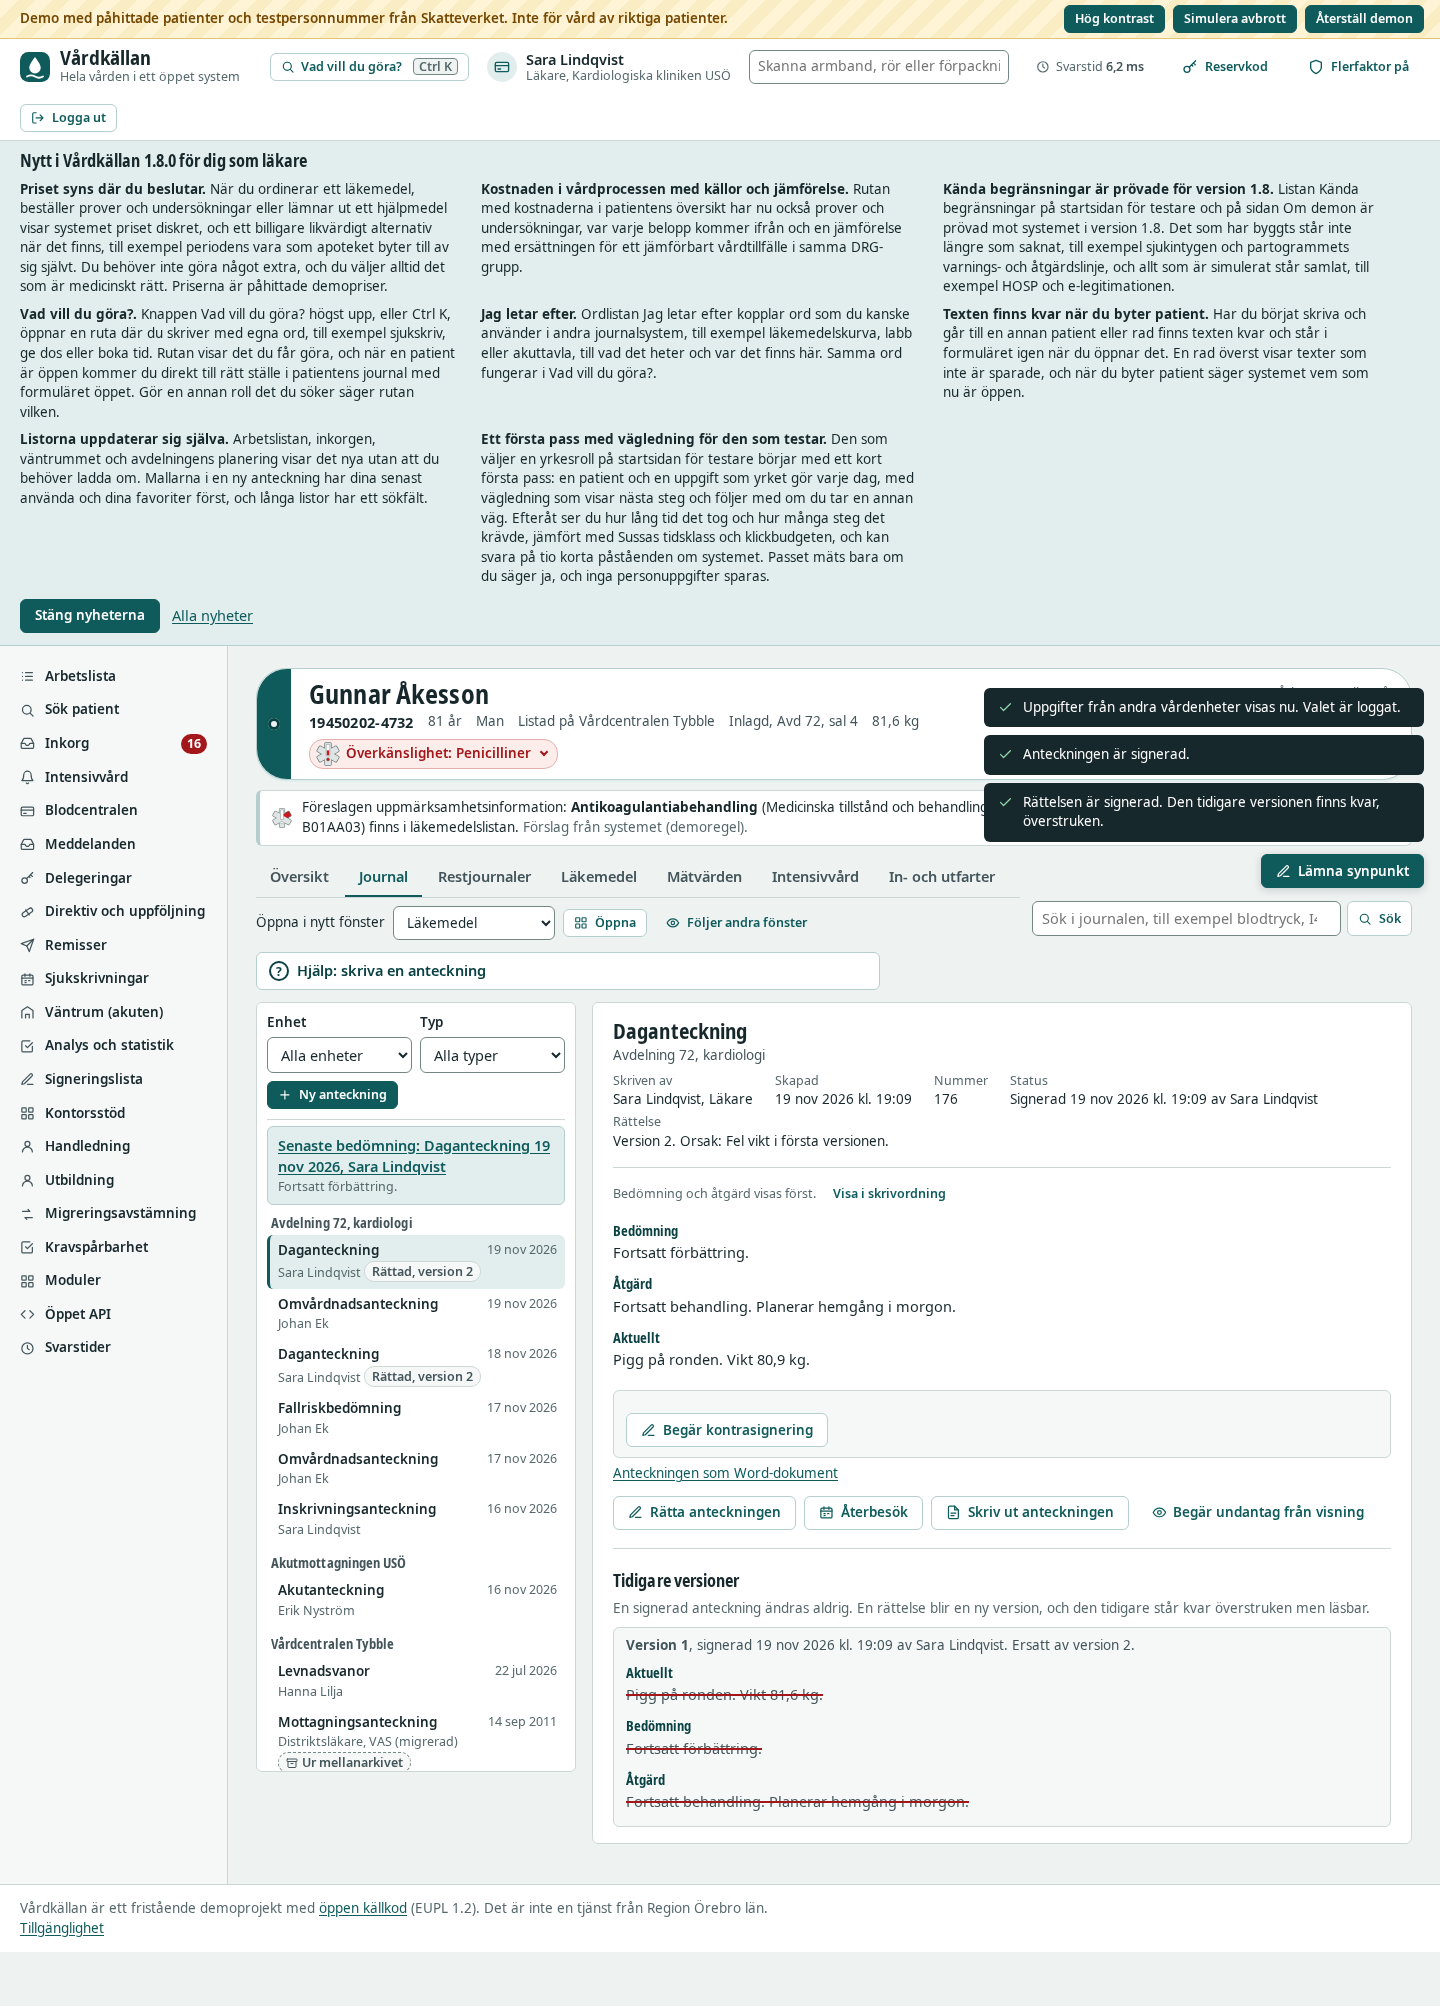 Demo med påhittade patienter och testpersonnummer från Skatteverket. Inte för vård av riktiga patienter.
Hög kontrast
Simulera avbrott
Återställ demon
Vårdkällan
Hela vården i ett öppet system
Vad vill du göra? Ctrl K
Sara Lindqvist
Läkare, Kardiologiska kliniken USÖ
Skanna armband, rör eller förpackni
Svarstid 6,2 ms
Reservkod
Flerfaktor på
Logga ut
Nytt i Vårdkällan 1.8.0 för dig som läkare
Priset syns där du beslutar. När du ordinerar ett läkemedel,
beställer prover och undersökningar eller lämnar ut ett hjälpmedel
visar systemet priset diskret, och ett billigare likvärdigt alternativ
när det finns, till exempel periodens vara som apoteket byter till av
sig självt. Du behöver inte göra något extra, och du väljer alltid det
som är medicinskt rätt. Priserna är påhittade demopriser.
Kostnaden i vårdprocessen med källor och jämförelse. Rutan
med kostnaderna i patientens översikt har nu också prover och
undersökningar, var varje belopp kommer ifrån och en jämförelse
med ersättningen för ett jämförbart vårdtillfälle i samma DRG-
grupp.
Kända begränsningar är prövade för version 1.8. Listan Kända
begränsningar på startsidan för testare och på sidan Om demon är
prövad mot systemet i version 1.8. Det som har byggts står inte
längre som saknat, till exempel sjukintygen och partogrammets
varnings- och åtgärdslinje, och allt som är simulerat står samlat, till
exempel HOSP och e-legitimationen.
Vad vill du göra?. Knappen Vad vill du göra? högst upp, eller Ctrl K,
öppnar en ruta där du skriver med egna ord, till exempel sjukskriv,
ge dos eller boka tid. Rutan visar det du får göra, och när en patient
är öppen kommer du direkt till rätt ställe i patientens journal med
formuläret öppet. Gör en annan roll det du söker säger rutan
vilken.
Jag letar efter. Ordlistan Jag letar efter kopplar ord som du kanske
använder i andra journalsystem, till exempel läkemedelskurva, labb
eller akuttavla, till vad det heter och var det finns här. Samma ord
fungerar i Vad vill du göra?.
Texten finns kvar när du byter patient. Har du börjat skriva och
går till en annan patient eller rad finns texten kvar och står i
formuläret igen när du öppnar det. En rad överst visar texter som
inte är sparade, och när du byter patient säger systemet vem som
nu är öppen.
Listorna uppdaterar sig själva. Arbetslistan, inkorgen,
väntrummet och avdelningens planering visar det nya utan att du
behöver ladda om. Mallarna i en ny anteckning har dina senast
använda och dina favoriter först, och långa listor har ett sökfält.
Ett första pass med vägledning för den som testar. Den som
väljer en yrkesroll på startsidan för testare börjar med ett kort
första pass: en patient och en uppgift som yrket gör varje dag, med
vägledning som visar nästa steg och följer med om du tar en annan
väg. Efteråt ser du hur lång tid det tog och hur många steg det
krävde, jämfört med Sussas tidsklass och klickbudgeten, och kan
svara på tio korta påståenden om systemet. Passet mäts bara om
du säger ja, och inga personuppgifter sparas.
Stäng nyheterna
Alla nyheter
Arbetslista
Sök patient
Inkorg 16
Intensivvård
Blodcentralen
Meddelanden
Delegeringar
Direktiv och uppföljning
Remisser
Sjukskrivningar
Väntrum (akuten)
Analys och statistik
Signeringslista
Kontorsstöd
Handledning
Utbildning
Migreringsavstämning
Kravspårbarhet
Moduler
Öppet API
Svarstider
Gunnar Åkesson
19450202-4732 81 år Man Listad på Vårdcentralen Tybble Inlagd, Avd 72, sal 4 81,6 kg
Överkänslighet: Penicilliner
Uppgifter från andra vårdenheter visas nu. Valet är loggat.
Anteckningen är signerad.
Rättelsen är signerad. Den tidigare versionen finns kvar,
överstruken.
Föreslagen uppmärksamhetsinformation: Antikoagulantiabehandling (Medicinska tillstånd och behandling
B01AA03) finns i läkemedelslistan. Förslag från systemet (demoregel).
Lämna synpunkt
Översikt
Journal
Restjournaler
Läkemedel
Mätvärden
Intensivvård
In- och utfarter
Öppna i nytt fönster
Läkemedel
Öppna
Följer andra fönster
Sök i journalen, till exempel blodtryck, I4
Sök
? Hjälp: skriva en anteckning
Enhet
Typ
Alla enheter
Alla typer
Ny anteckning
Senaste bedömning: Daganteckning 19
nov 2026, Sara Lindqvist
Fortsatt förbättring.
Avdelning 72, kardiologi
Daganteckning 19 nov 2026
Sara Lindqvist Rättad, version 2
Omvårdnadsanteckning 19 nov 2026
Johan Ek
Daganteckning 18 nov 2026
Sara Lindqvist Rättad, version 2
Fallriskbedömning 17 nov 2026
Johan Ek
Omvårdnadsanteckning 17 nov 2026
Johan Ek
Inskrivningsanteckning 16 nov 2026
Sara Lindqvist
Akutmottagningen USÖ
Akutanteckning 16 nov 2026
Erik Nyström
Vårdcentralen Tybble
Levnadsvanor 22 jul 2026
Hanna Lilja
Mottagningsanteckning 14 sep 2011
Distriktsläkare, VAS (migrerad)
Ur mellanarkivet
Daganteckning
Avdelning 72, kardiologi
Skriven av Skapad Nummer Status
Sara Lindqvist, Läkare 19 nov 2026 kl. 19:09 176 Signerad 19 nov 2026 kl. 19:09 av Sara Lindqvist
Rättelse
Version 2. Orsak: Fel vikt i första versionen.
Bedömning och åtgärd visas först. Visa i skrivordning
Bedömning
Fortsatt förbättring.
Åtgärd
Fortsatt behandling. Planerar hemgång i morgon.
Aktuellt
Pigg på ronden. Vikt 80,9 kg.
Begär kontrasignering
Anteckningen som Word-dokument
Rätta anteckningen
Återbesök
Skriv ut anteckningen
Begär undantag från visning
Tidigare versioner
En signerad anteckning ändras aldrig. En rättelse blir en ny version, och den tidigare står kvar överstruken men läsbar.
Version 1, signerad 19 nov 2026 kl. 19:09 av Sara Lindqvist. Ersatt av version 2.
Aktuellt
Pigg på ronden. Vikt 81,6 kg.
Bedömning
Fortsatt förbättring.
Åtgärd
Fortsatt behandling. Planerar hemgång i morgon.
Vårdkällan är ett fristående demoprojekt med öppen källkod (EUPL 1.2). Det är inte en tjänst från Region Örebro län.
Tillgänglighet